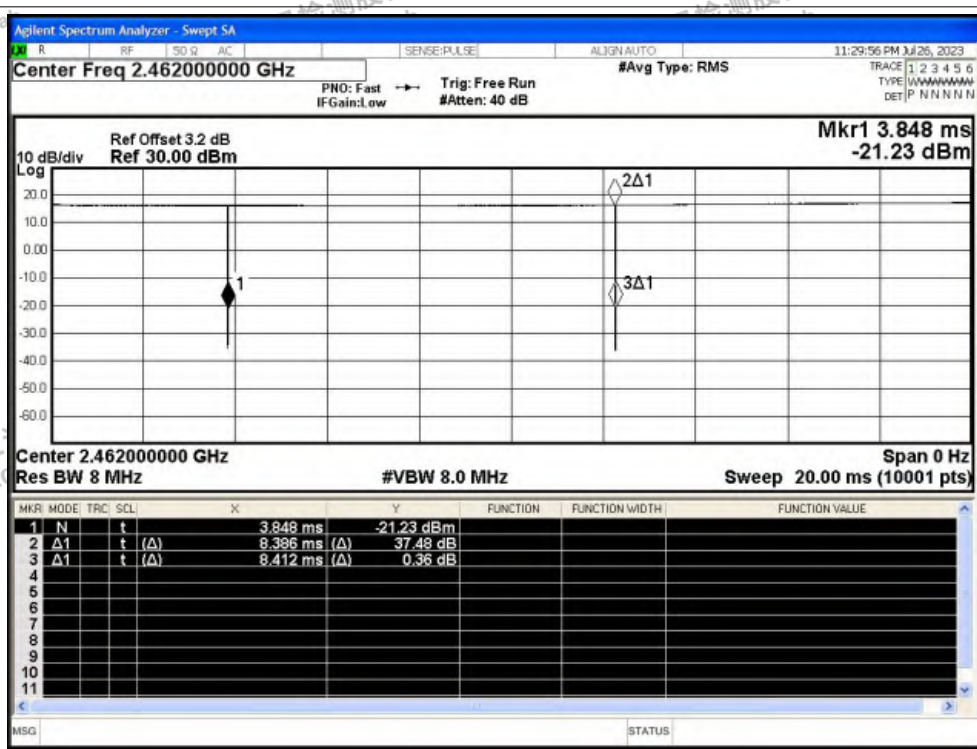 Agilent Spectrum Analyzer - Swept SA
R RF 50 Ω AC SENSE:PULSE ALIGN AUTO 11:29:56 PM Jul 26, 2023
Center Freq 2.462000000 GHz #Avg Type: RMS TRACE 1 2 3 4 5 6
PNO: Fast Trig: Free Run TYPE
IFGain:Low #Atten: 40 dB DET P N N N N N
Mkr1 3.848 ms
Ref Offset 3.2 dB
10 dB/div Ref 30.00 dBm -21.23 dBm
Log
2Δ1
20.0
10.0
0.00
-10.0
1
3Δ1
-20.0
-30.0
-40.0
-50.0
-60.0
Center 2.462000000 GHz Span 0 Hz
Res BW 8 MHz #VBW 8.0 MHz Sweep 20.00 ms (10001 pts)
MKR MODE TRC SCL X Y FUNCTION FUNCTION WIDTH FUNCTION VALUE
1 N t 3.848 ms -21.23 dBm
2 Δ1 t (Δ) 8.386 ms (Δ) 37.48 dB
3 Δ1 t (Δ) 8.412 ms (Δ) 0.36 dB
4
5
6
7
8
9
10
11
MSG STATUS